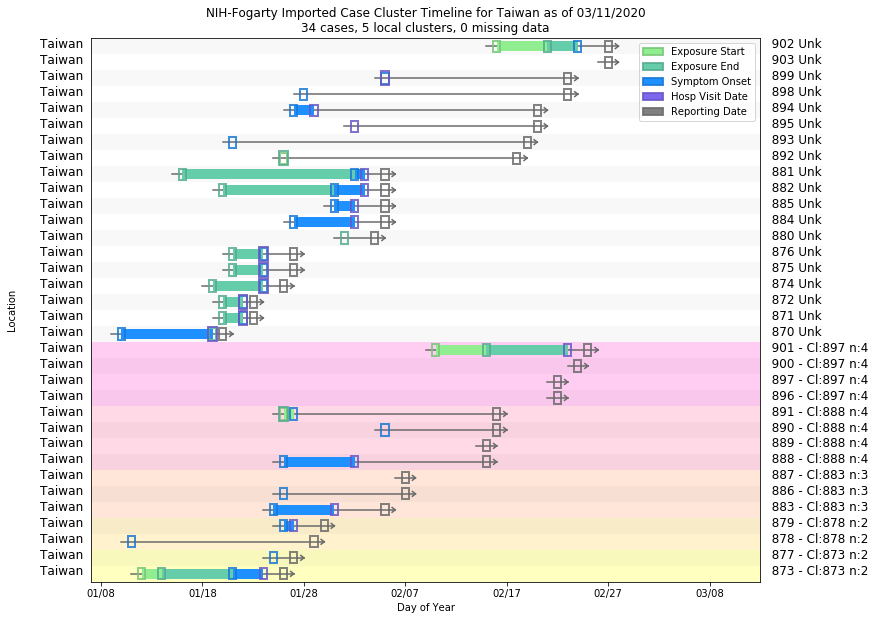 NIH-Fogarty Imported Case Cluster Timeline for Taiwan as of 03/11/2020
34 cases, 5 local clusters, 0 missing data
Exposure Start
Exposure End
Symptom Onset
Hosp Visit Date
Reporting Date
Taiwan 902 Unk
Taiwan 903 Unk
Taiwan 899 Unk
Taiwan 898 Unk
Taiwan 894 Unk
Taiwan 895 Unk
Taiwan 893 Unk
Taiwan 892 Unk
Taiwan 881 Unk
Taiwan 882 Unk
Taiwan 885 Unk
Taiwan 884 Unk
Taiwan 880 Unk
Taiwan 876 Unk
Taiwan 875 Unk
Taiwan 874 Unk
Taiwan 872 Unk
Taiwan 871 Unk
Taiwan 870 Unk
Taiwan 901 - Cl:897 n:4
Taiwan 900 - Cl:897 n:4
Taiwan 897 - Cl:897 n:4
Taiwan 896 - Cl:897 n:4
Taiwan 891 - Cl:888 n:4
Taiwan 890 - Cl:888 n:4
Taiwan 889 - Cl:888 n:4
Taiwan 888 - Cl:888 n:4
Taiwan 887 - Cl:883 n:3
Taiwan 886 - Cl:883 n:3
Taiwan 883 - Cl:883 n:3
Taiwan 879 - Cl:878 n:2
Taiwan 878 - Cl:878 n:2
Taiwan 877 - Cl:873 n:2
Taiwan 873 - Cl:873 n:2
Location
01/08 01/18 01/28 02/07 02/17 02/27 03/08
Day of Year